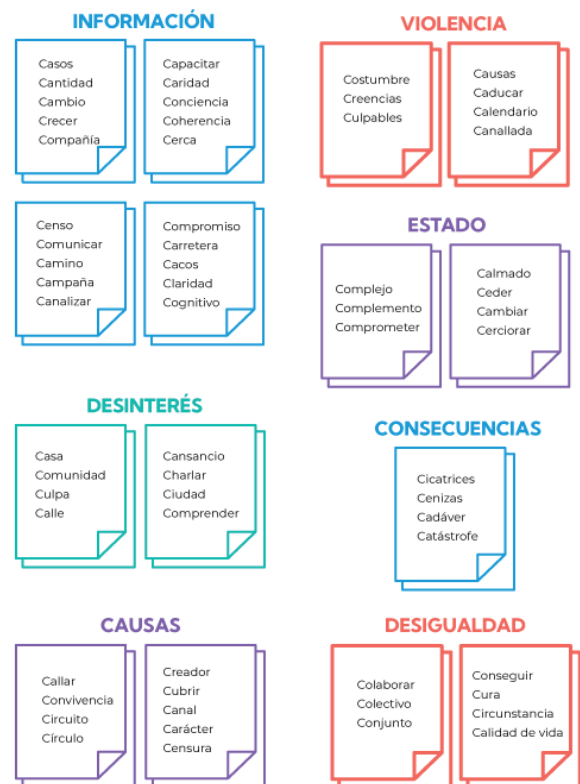 INFORMACIÓN
Casos
Cantidad
Cambio
Crecer
Compañía
Capacitar
Caridad
Conciencia
Coherencia
Cerca
Censo
Comunicar
Camino
Campaña
Canalizar
Compromiso
Carretera
Cacos
Claridad
Cognitivo
VIOLENCIA
Costumbre
Creencias
Culpables
Causas
Caducar
Calendario
Canallada
ESTADO
Complejo
Complemento
Comprometer
Calmado
Ceder
Cambiar
Cerciorar
DESINTERÉS
Casa
Comunidad
Culpa
Calle
Cansancio
Charlar
Ciudad
Comprender
CONSECUENCIAS
Cicatrices
Cenizas
Cadáver
Catástrofe
CAUSAS
Callar
Convivencia
Circuito
Círculo
Creador
Cubrir
Canal
Carácter
Censura
DESIGUALDAD
Colaborar
Colectivo
Conjunto
Conseguir
Cura
Circunstancia
Calidad de vida